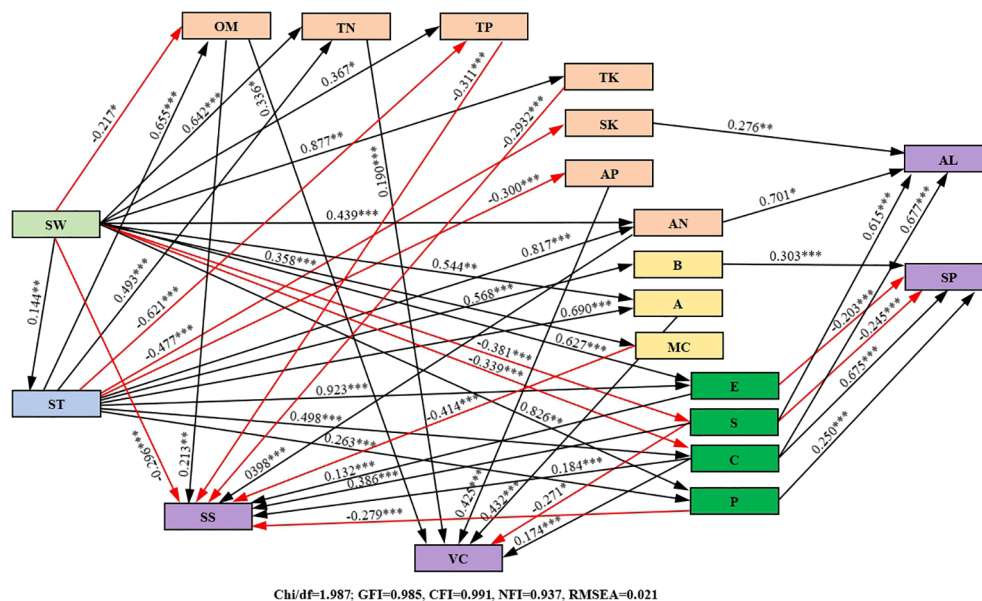 OM
TN
TP
TK
SK
AP
AL
SW
AN
B
SP
A
MC
E
ST
S
C
P
SS
VC
-0.217*
0.655***
0.642***
0.367*
0.336*
-0.311***
-0.2932***
0.877**
0.190***
0.276**
-0.300***
0.701*
0.615***
0.677***
0.439***
0.817***
0.358***
0.544**
0.303***
0.144**
0.493***
-0.621***
0.568***
0.690***
-0.203***
-0.245***
-0.477***
-0.381***
-0.339***
0.627***
0.675***
0.923***
-0.414***
0.826**
0.250***
0.498***
0.263***
-0.296***
0.213**
0398***
0.132***
0.386***
0.184***
0.425***
0.432***
-0.271*
0.174***
-0.279***
Chi/df=1.987; GFI=0.985, CFI=0.991, NFI=0.937, RMSEA=0.021